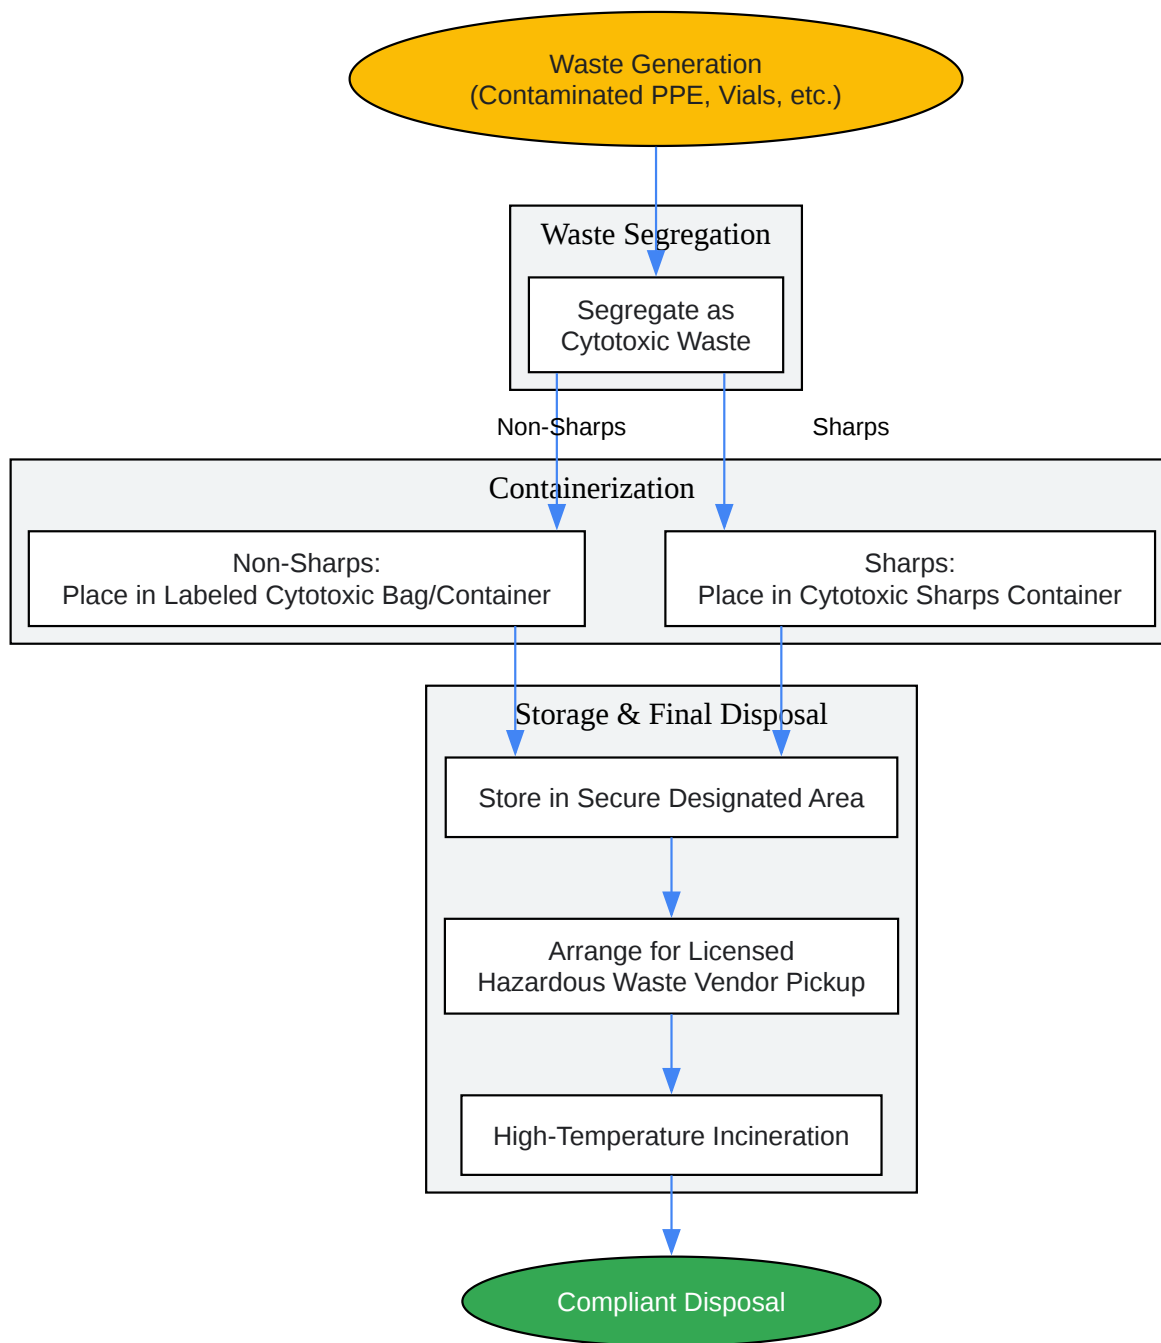 Waste Generation
(Contaminated PPE, Vials, etc.)
Waste Segregation
Segregate as
Cytotoxic Waste
Non-Sharps
Sharps
Containerization
Non-Sharps:
Place in Labeled Cytotoxic Bag/Container
Sharps:
Place in Cytotoxic Sharps Container
Storage & Final Disposal
Store in Secure Designated Area
Arrange for Licensed
Hazardous Waste Vendor Pickup
High-Temperature Incineration
Compliant Disposal